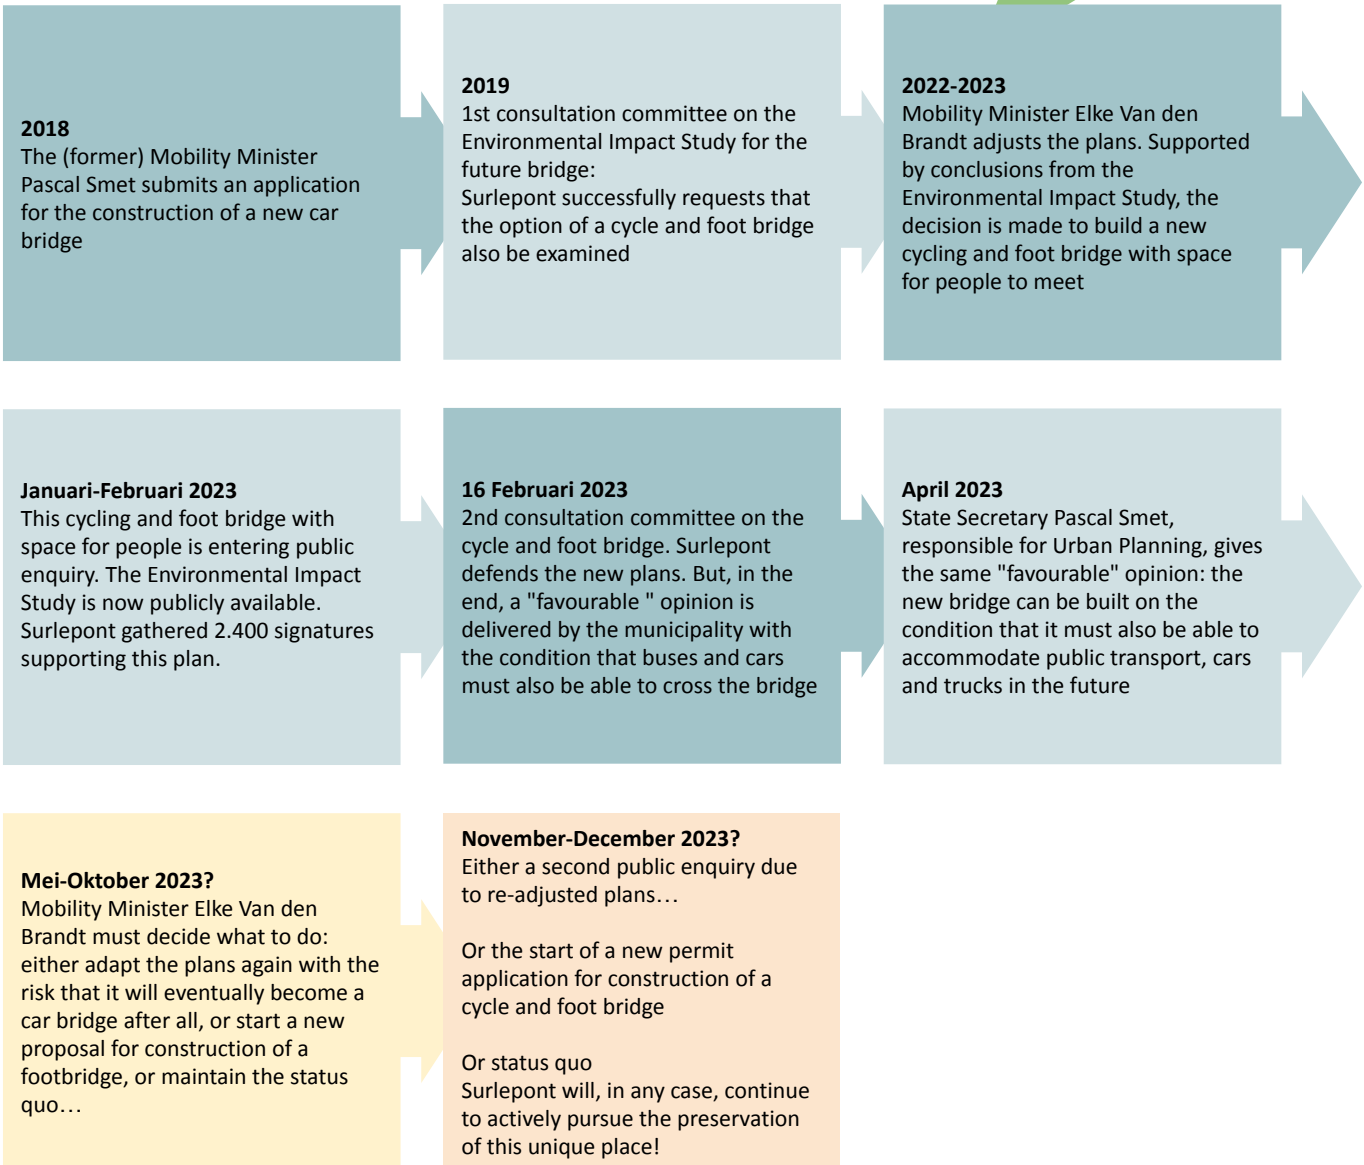 2018
The (former) Mobility Minister
Pascal Smet submits an application
for the construction of a new car
bridge
2019
1st consultation committee on the
Environmental Impact Study for the
future bridge:
Surlepont successfully requests that
the option of a cycle and foot bridge
also be examined
2022-2023
Mobility Minister Elke Van den
Brandt adjusts the plans. Supported
by conclusions from the
Environmental Impact Study, the
decision is made to build a new
cycling and foot bridge with space
for people to meet
Januari-Februari 2023
This cycling and foot bridge with
space for people is entering public
enquiry. The Environmental Impact
Study is now publicly available.
Surlepont gathered 2.400 signatures
supporting this plan.
16 Februari 2023
2nd consultation committee on the
cycle and foot bridge. Surlepont
defends the new plans. But, in the
end, a "favourable " opinion is
delivered by the municipality with
the condition that buses and cars
must also be able to cross the bridge
April 2023
State Secretary Pascal Smet,
responsible for Urban Planning, gives
the same "favourable" opinion: the
new bridge can be built on the
condition that it must also be able to
accommodate public transport, cars
and trucks in the future
Mei-Oktober 2023?
Mobility Minister Elke Van den
Brandt must decide what to do:
either adapt the plans again with the
risk that it will eventually become a
car bridge after all, or start a new
proposal for construction of a
footbridge, or maintain the status
quo…
November-December 2023?
Either a second public enquiry due
to re-adjusted plans…
Or the start of a new permit
application for construction of a
cycle and foot bridge
Or status quo
Surlepont will, in any case, continue
to actively pursue the preservation
of this unique place!